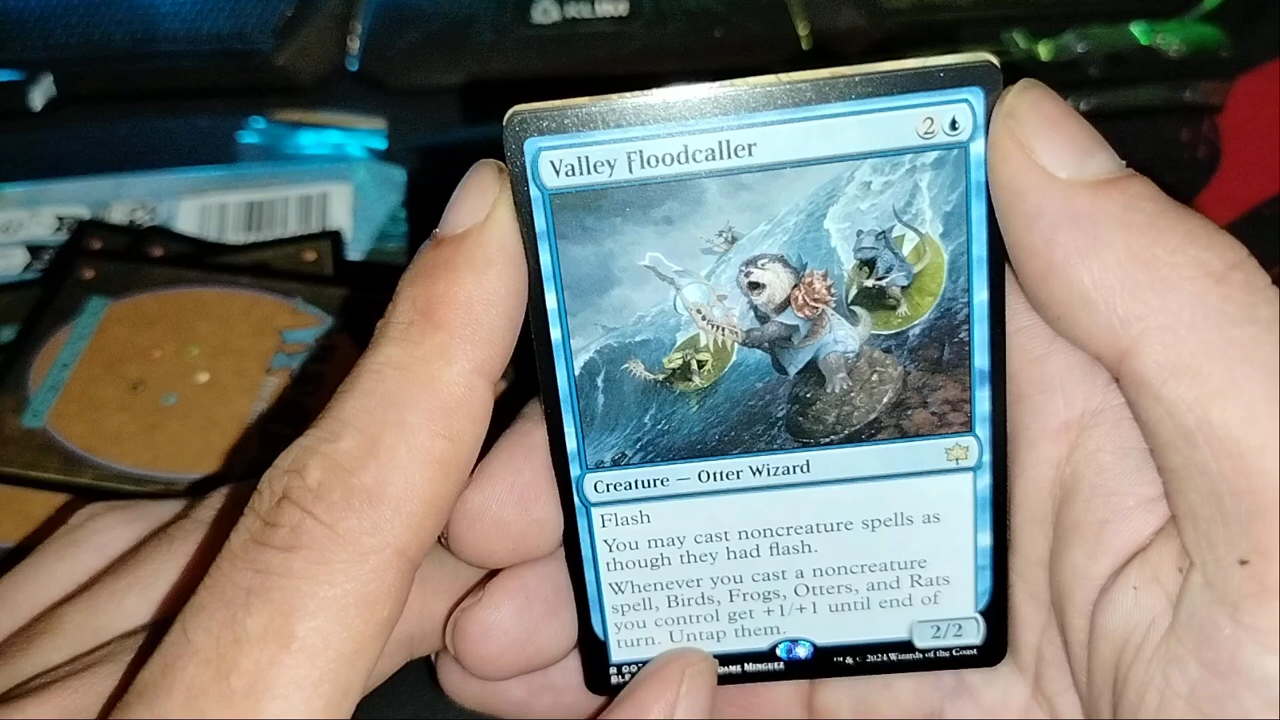 Valley Floodcaller
2
Creature — Otter Wizard
Flash
You may cast noncreature spells as
though they had flash.
Whenever you cast a noncreature
spell, Birds, Frogs, Otters, and Rats
you control get +1/+1 until end of
turn. Untap them.
2/2
R 00
MINGUEZ
™ & © 2024 Wizards of the Coast